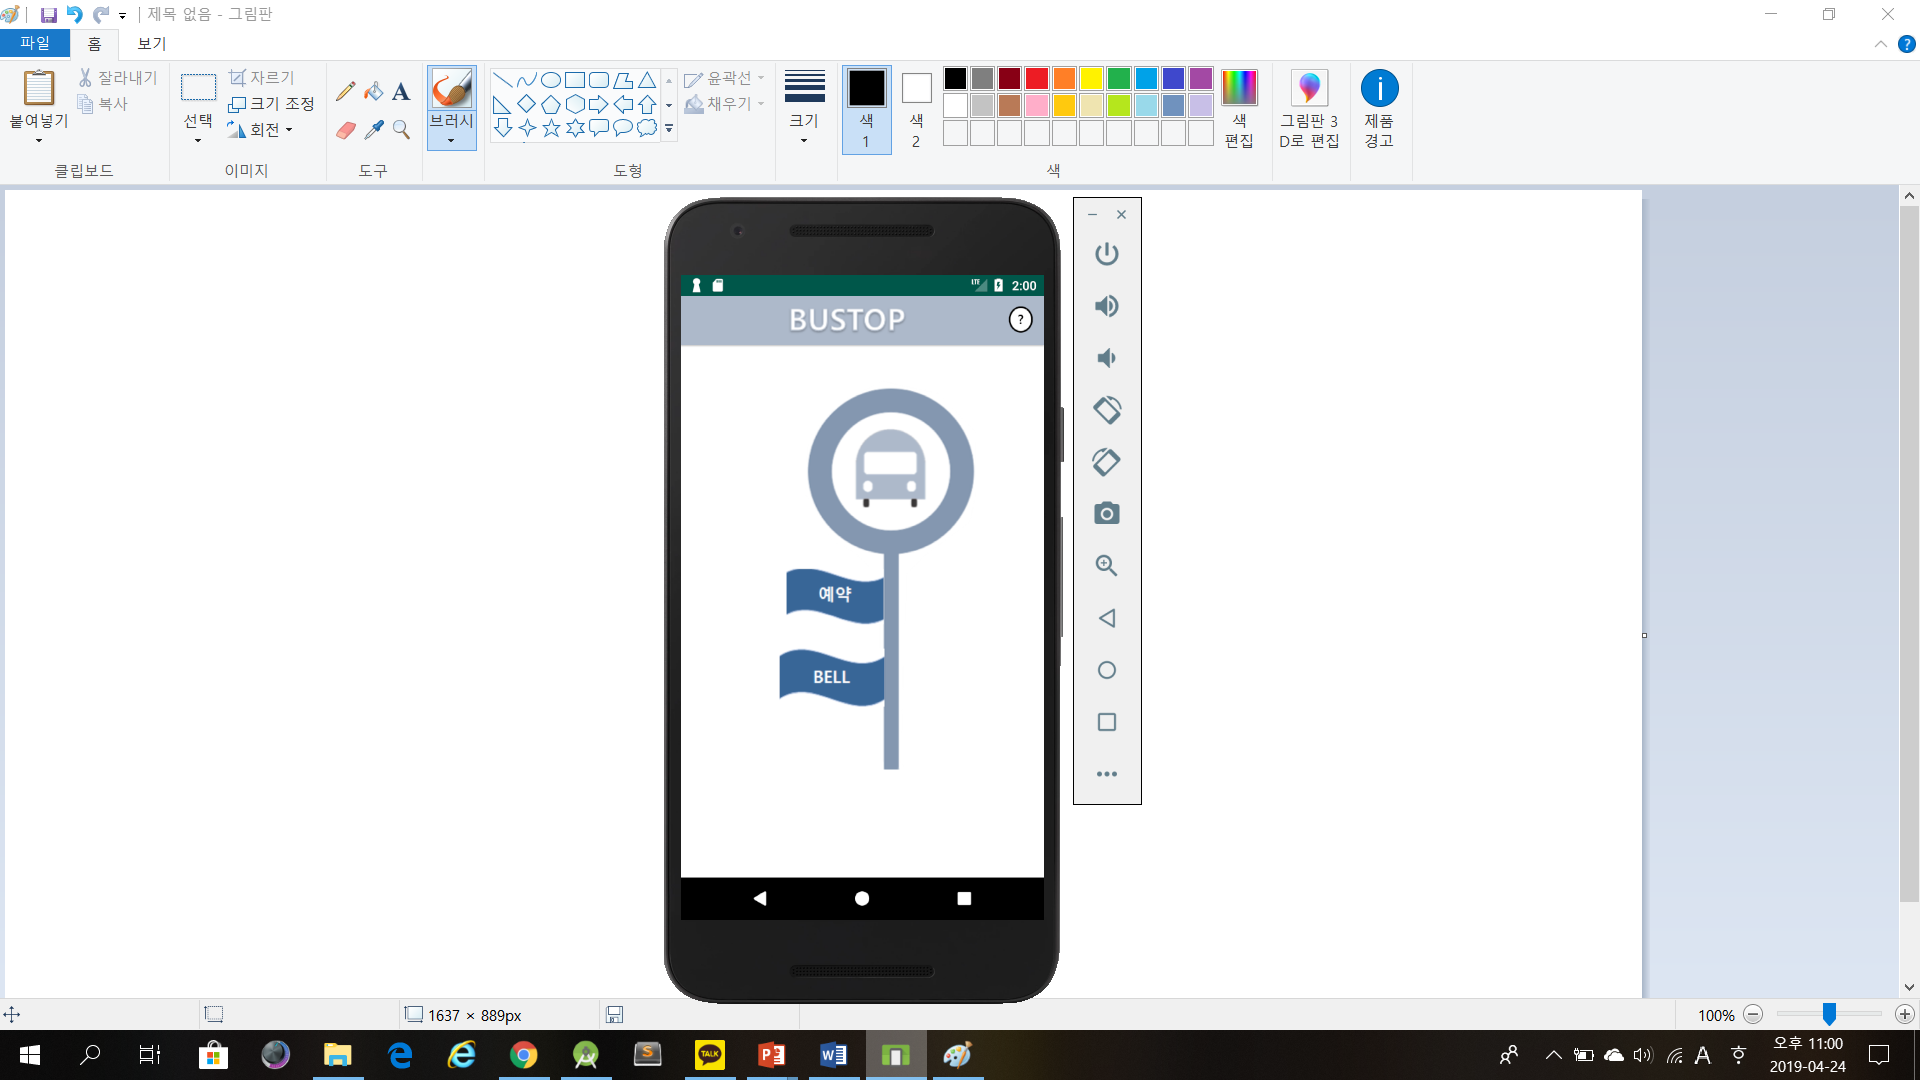 제목 없음 - 그림판
파일 홈 보기
붙여넣기
잘라내기
복사
클립보드
선택
자르기
크기 조정
회전
이미지
A
도구
브러시
도형
윤곽선
채우기
크기
색
1
색
2
색
편집
색
그림판 3
D로 편집
제품
경고
LTE 2:00
BUSTOP ?
예약
BELL
1637 × 889px
100%
TALK
A
오후 11:00
2019-04-24